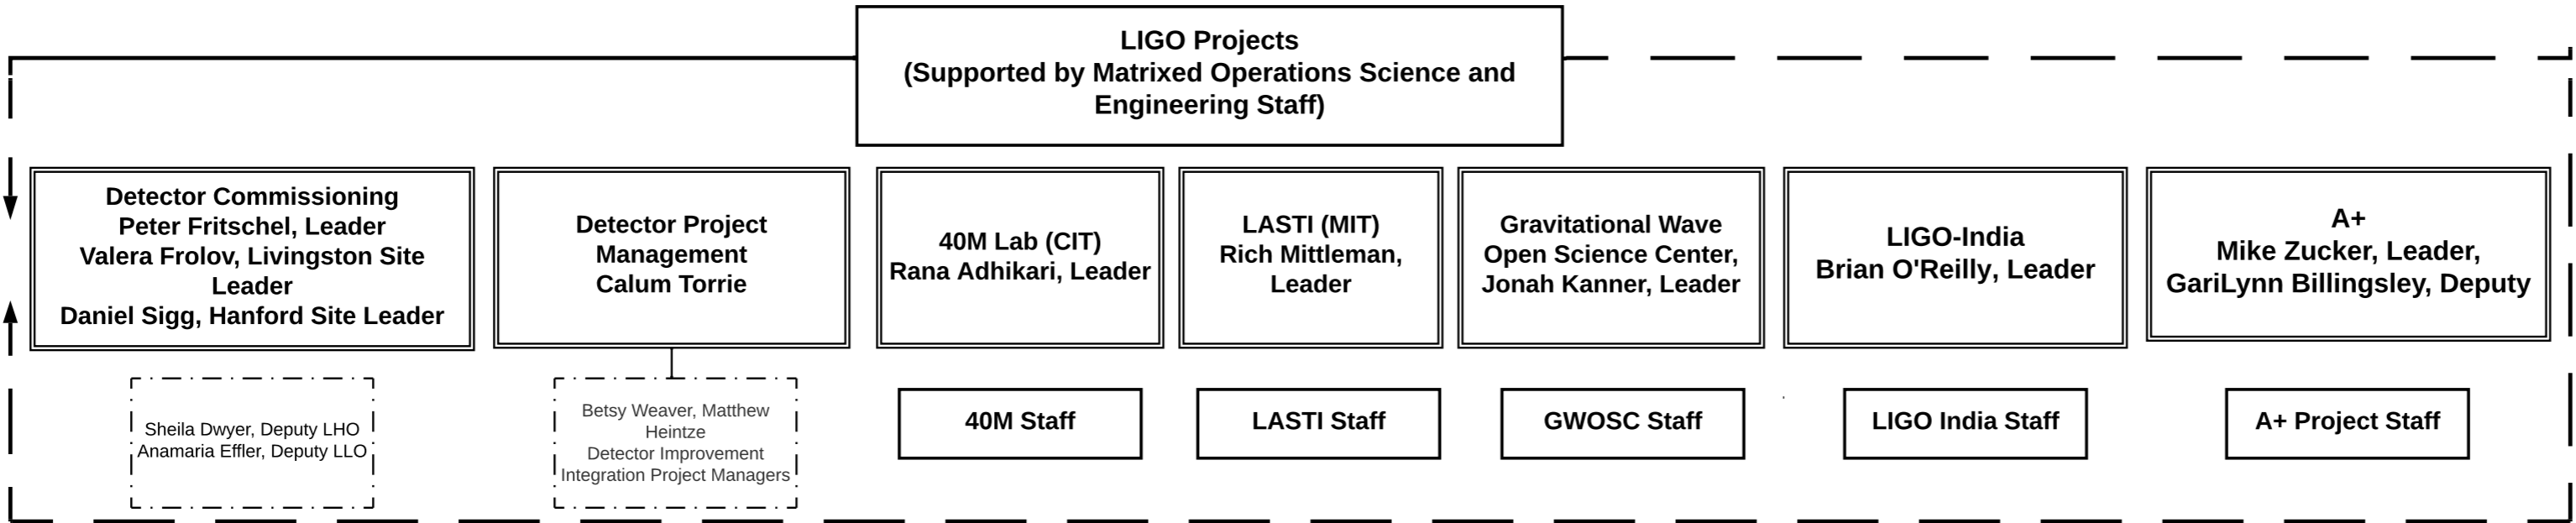 LIGO Projects
(Supported by Matrixed Operations Science and
Engineering Staff)
Detector Commissioning
Peter Fritschel, Leader
Valera Frolov, Livingston Site
Leader
Daniel Sigg, Hanford Site Leader
Detector Project
Management
Calum Torrie
40M Lab (CIT)
Rana Adhikari, Leader
LASTI (MIT)
Rich Mittleman,
Leader
Gravitational Wave
Open Science Center,
Jonah Kanner, Leader
LIGO-India
Brian O'Reilly, Leader
A+
Mike Zucker, Leader,
GariLynn Billingsley, Deputy
Sheila Dwyer, Deputy LHO
Anamaria Effler, Deputy LLO
Betsy Weaver, Matthew
Heintze
Detector Improvement
Integration Project Managers
40M Staff
LASTI Staff
GWOSC Staff
LIGO India Staff
A+ Project Staff